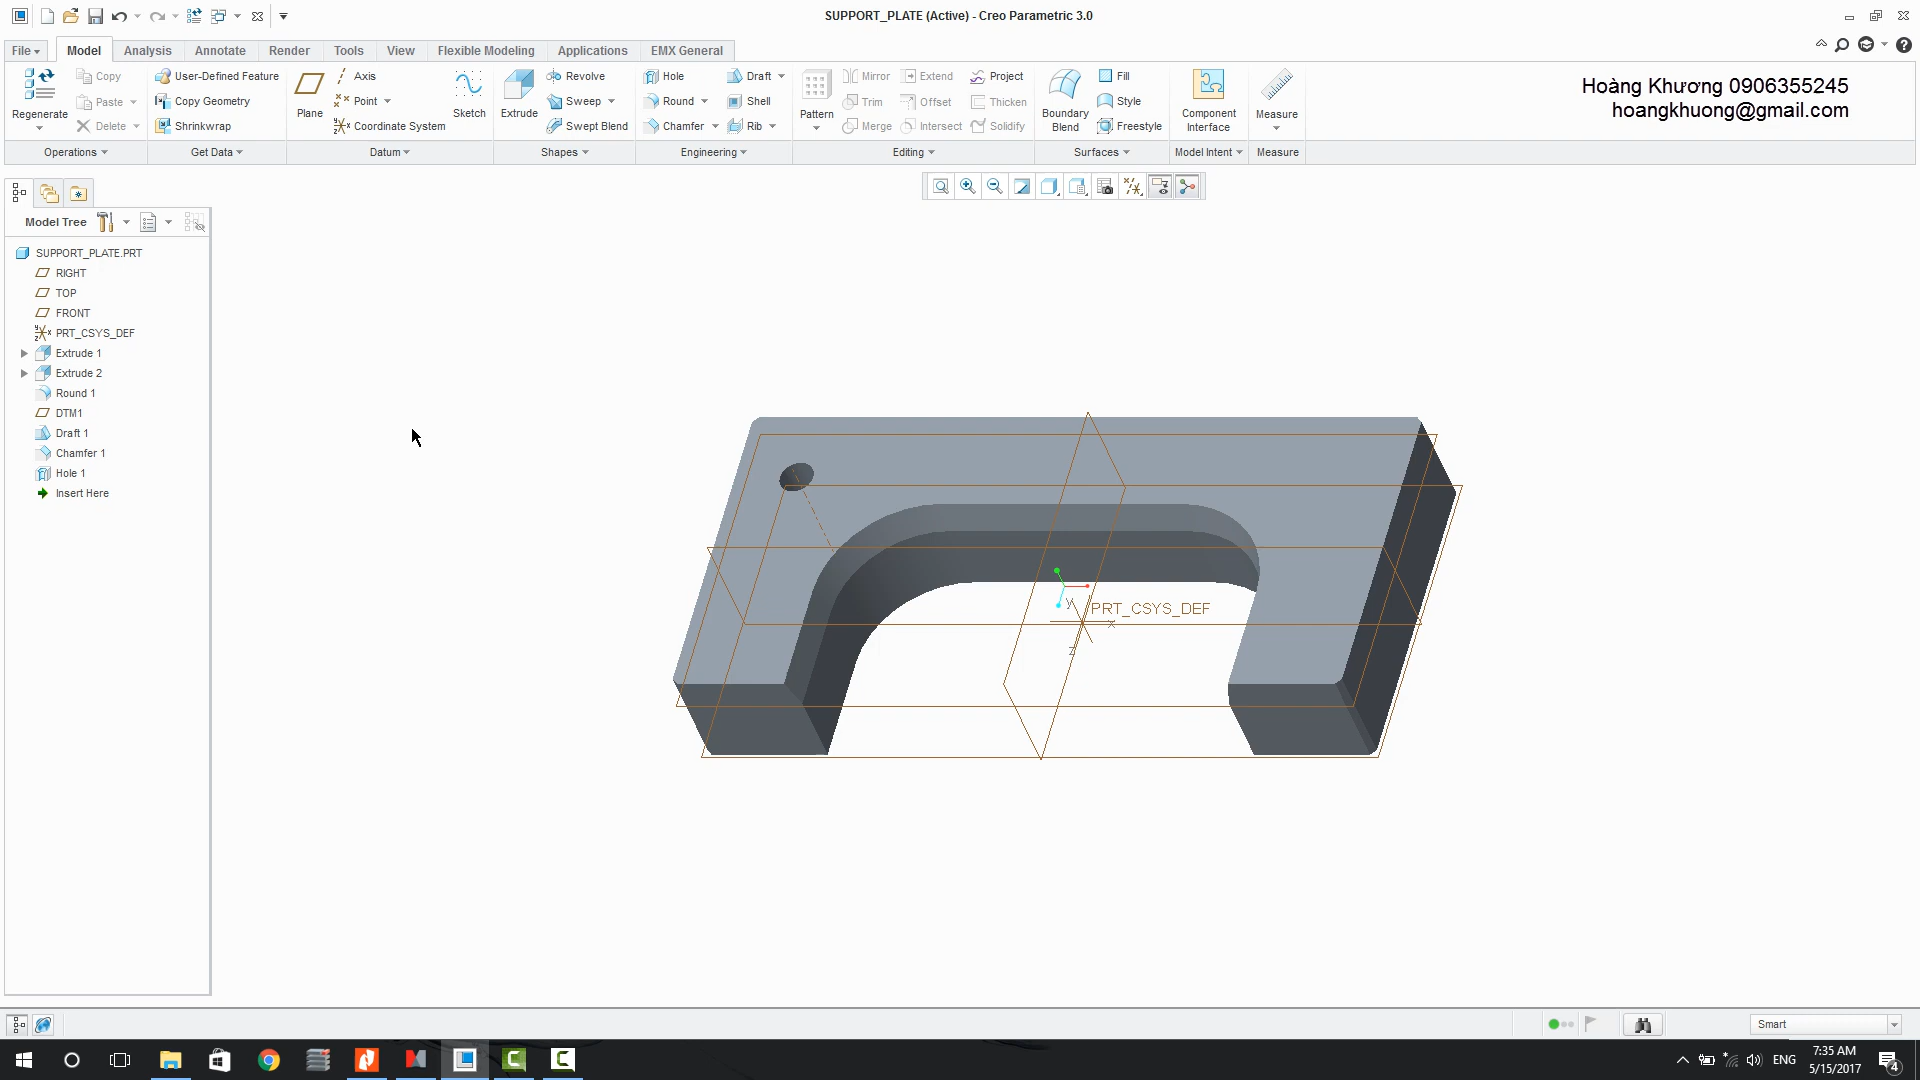 SUPPORT_PLATE (Active) - Creo Parametric 3.0
File Model Analysis Annotate Render Tools View Flexible Modeling Applications EMX General
Regenerate
Copy
Paste
Delete
Operations
User-Defined Feature
Copy Geometry
Shrinkwrap
Get Data
Plane
Axis
Point
Coordinate System
Sketch
Datum
Extrude
Revolve
Sweep
Swept Blend
Shapes
Hole
Round
Chamfer
Draft
Shell
Rib
Engineering
Pattern
Mirror
Trim
Merge
Extend
Offset
Intersect
Project
Thicken
Solidify
Editing
Boundary
Blend
Fill
Style
Freestyle
Surfaces
Component
Interface
Model Intent
Measure
Measure
Hoàng Khương 0906355245
hoangkhuong@gmail.com
Model Tree
SUPPORT_PLATE.PRT
RIGHT
TOP
FRONT
PRT_CSYS_DEF
Extrude 1
Extrude 2
Round 1
DTM1
Draft 1
Chamfer 1
Hole 1
Insert Here
PRT_CSYS_DEF
y
x
z
Smart
ENG
7:35 AM
5/15/2017
4